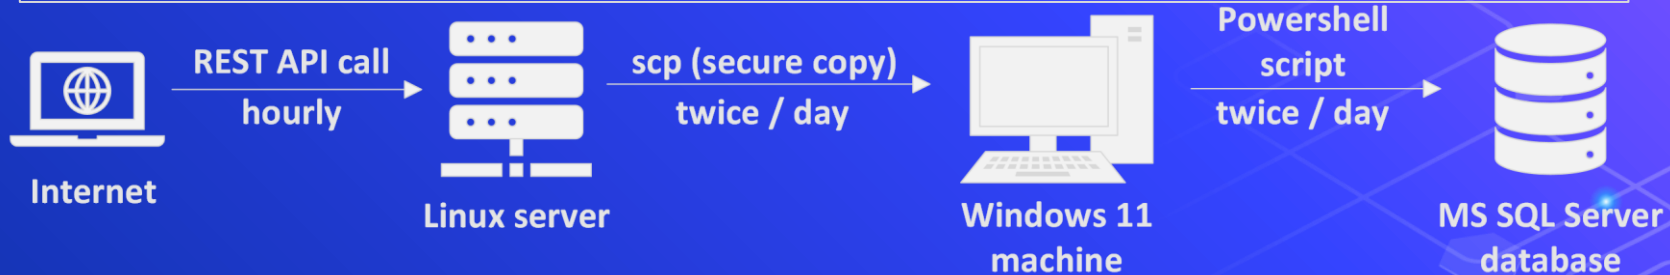 Internet
REST API call
hourly
Linux server
scp (secure copy)
twice / day
Windows 11
machine
Powershell
script
twice / day
MS SQL Server
database